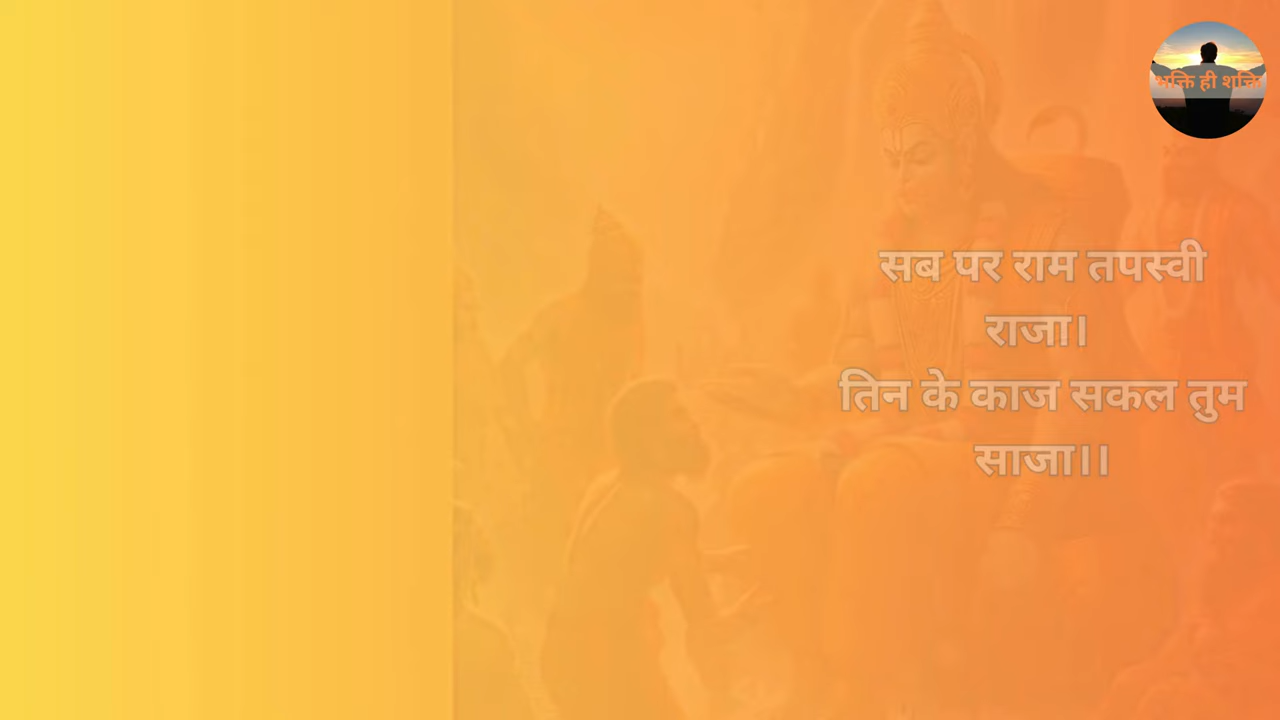 भक्ति ही शक्ति
सब पर राम तपस्वी
राजा।
तिन के काज सकल तुम
साजा।।